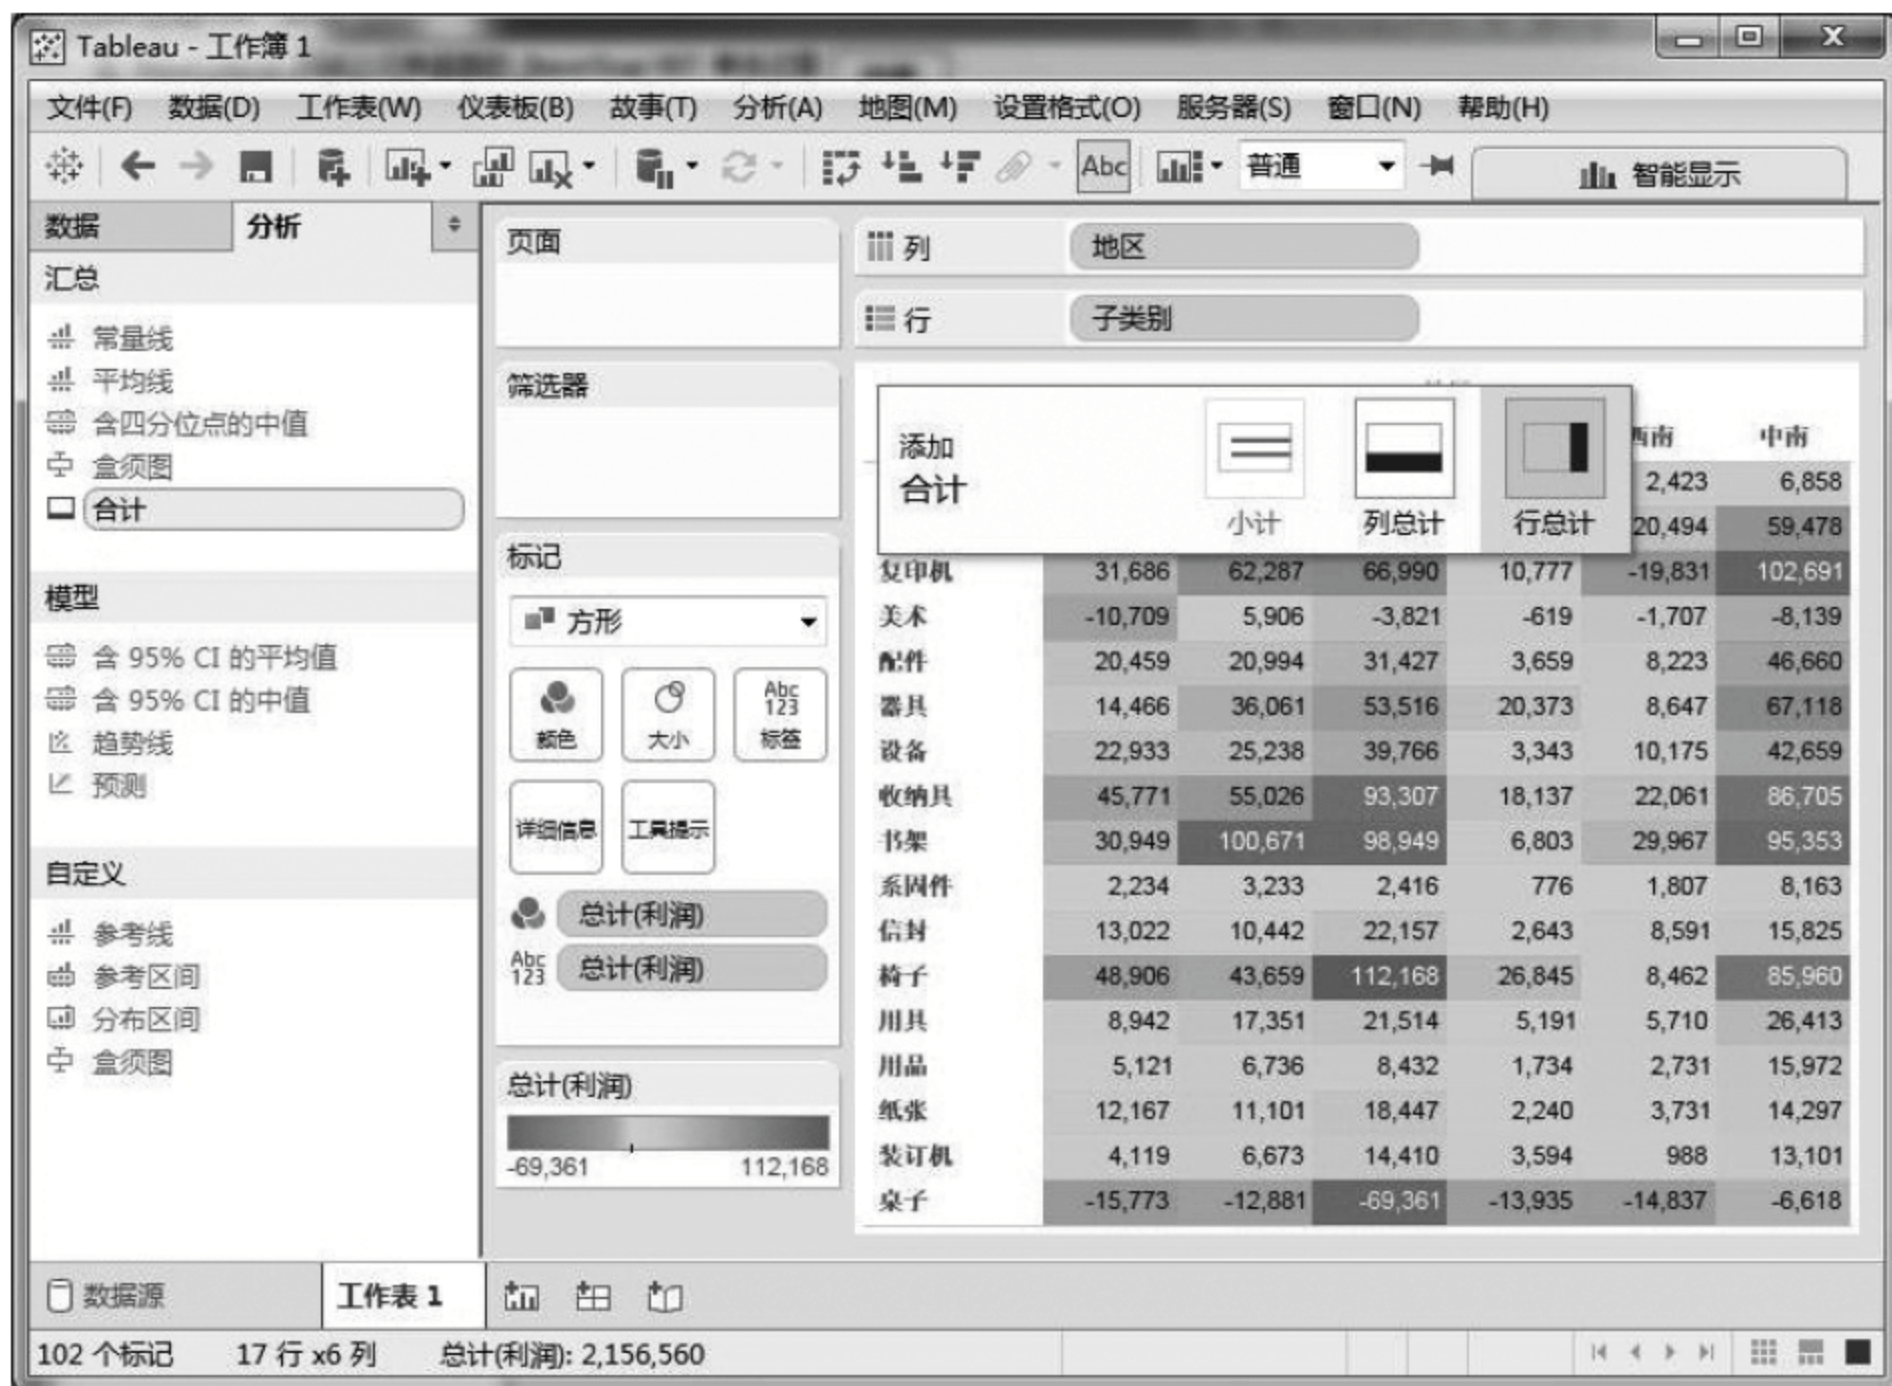 Tableau - 工作簿 1
文件(F) 数据(D) 工作表(W) 仪表板(B) 故事(T) 分析(A) 地图(M) 设置格式(O) 服务器(S) 窗口(N) 帮助(H)
Abc 普通 智能显示
数据 分析
汇总
常量线
平均线
含四分位点的中值
盒须图
合计
模型
含 95% CI 的平均值
含 95% CI 的中值
趋势线
预测
自定义
参考线
参考区间
分布区间
盒须图
页面
筛选器
标记
方形
颜色 大小 Abc 123 标签
详细信息 工具提示
总计(利润)
Abc 123 总计(利润)
总计(利润)
-69,361 112,168
列 地区
行 子类别
添加
合计
小计 列总计 行总计
西南 中南
2,423 6,858
20,494 59,478
复印机 31,686 62,287 66,990 10,777 -19,831 102,691
美术 -10,709 5,906 -3,821 -619 -1,707 -8,139
配件 20,459 20,994 31,427 3,659 8,223 46,660
器具 14,466 36,061 53,516 20,373 8,647 67,118
设备 22,933 25,238 39,766 3,343 10,175 42,659
收纳具 45,771 55,026 93,307 18,137 22,061 86,705
书架 30,949 100,671 98,949 6,803 29,967 95,353
系固件 2,234 3,233 2,416 776 1,807 8,163
信封 13,022 10,442 22,157 2,643 8,591 15,825
椅子 48,906 43,659 112,168 26,845 8,462 85,960
用具 8,942 17,351 21,514 5,191 5,710 26,413
用品 5,121 6,736 8,432 1,734 2,731 15,972
纸张 12,167 11,101 18,447 2,240 3,731 14,297
装订机 4,119 6,673 14,410 3,594 988 13,101
桌子 -15,773 -12,881 -69,361 -13,935 -14,837 -6,618
数据源 工作表 1
102 个标记 17 行 x6 列 总计(利润): 2,156,560